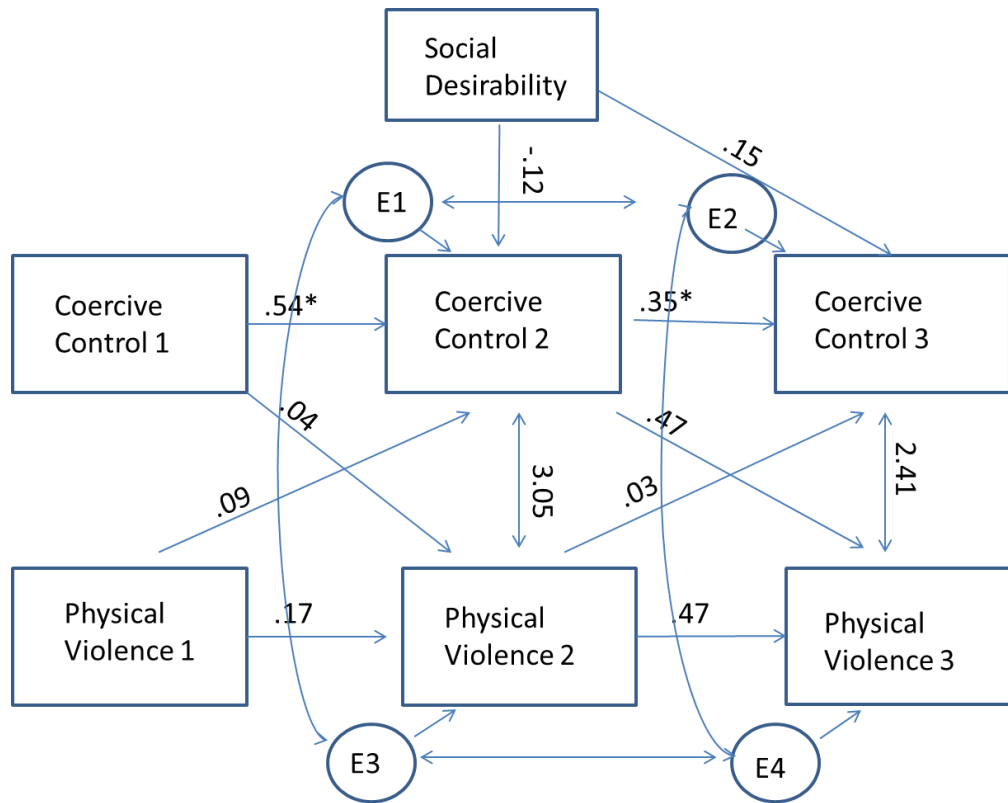 Social
Desirability
-.12
.15
E1
E2
Coercive
Control 1
.54*
Coercive
Control 2
.35*
Coercive
Control 3
.04
.09
3.05
.47
.03
2.41
Physical
Violence 1
.17
Physical
Violence 2
.47
Physical
Violence 3
E3
E4